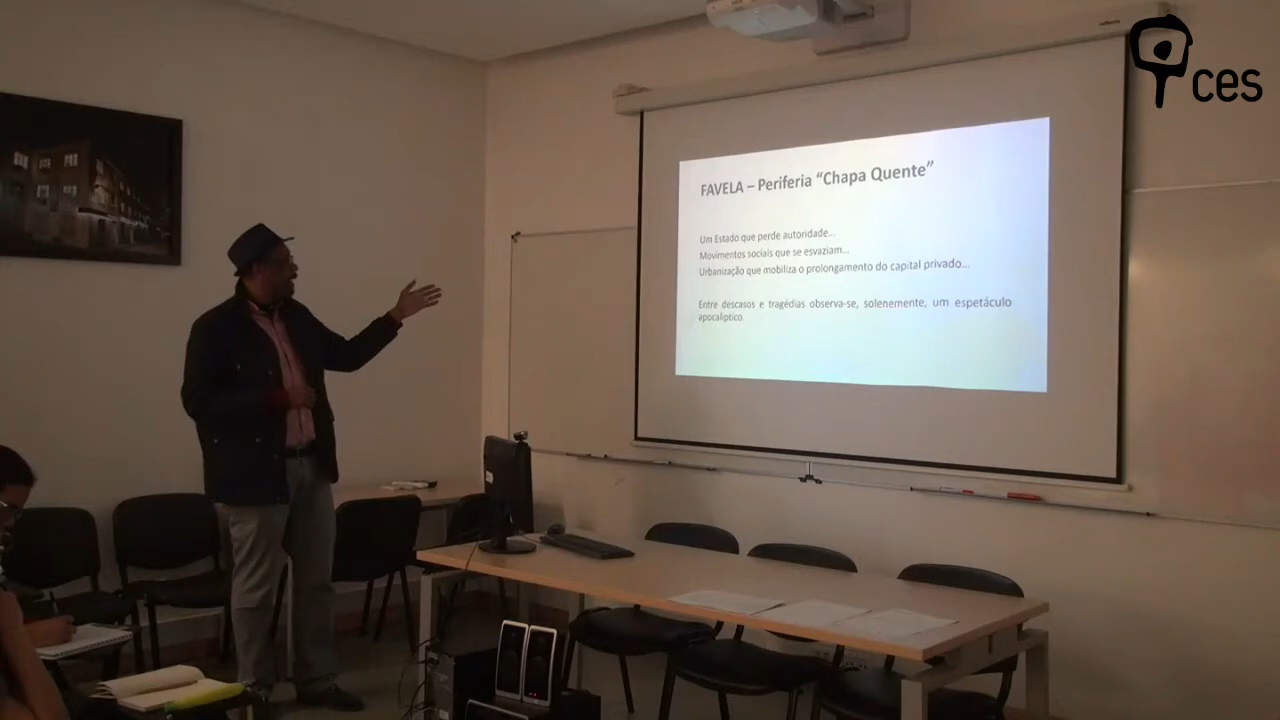 ces
FAVELA – Periferia “Chapa Quente”
Um Estado que perde autoridade...
Movimentos sociais que se esvaziam...
Urbanização que mobiliza o prolongamento do capital privado...
Entre descasos e tragédias observa-se, solenemente, um espetáculo
apocalíptico.